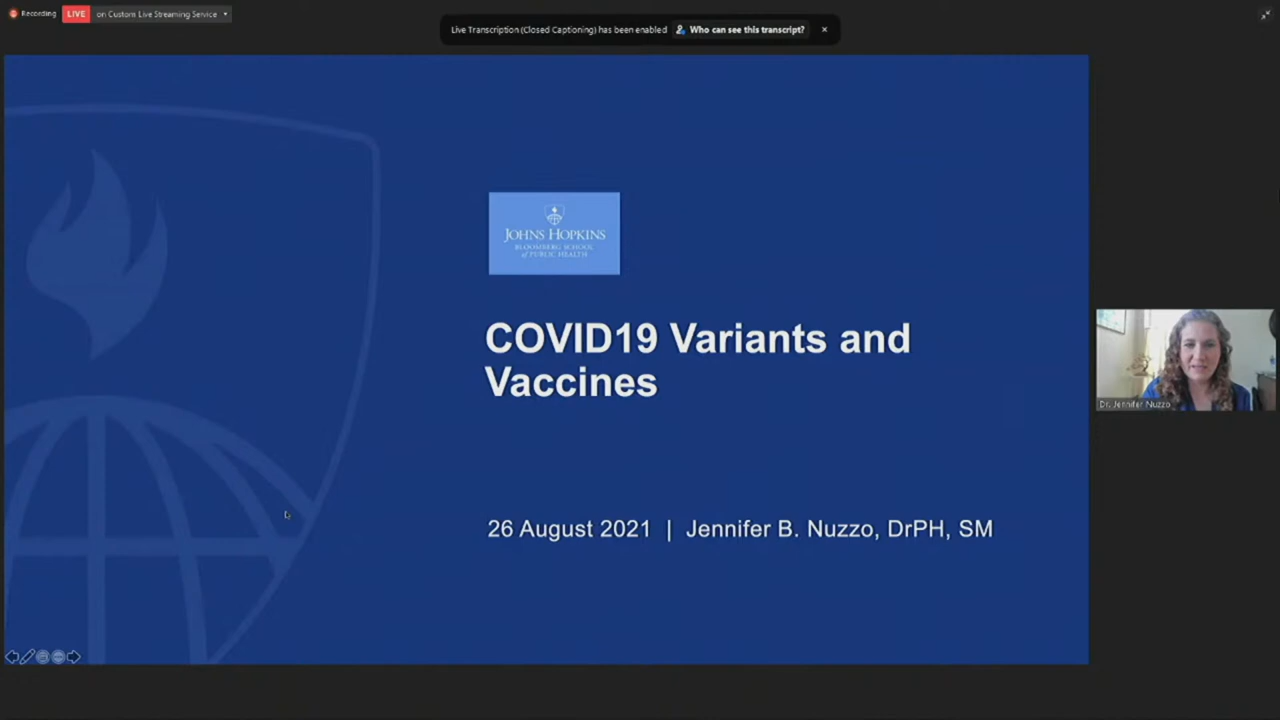 Recording
LIVE on Custom Live Streaming Service
Live Transcription (Closed Captioning) has been enabled Who can see this transcript?
JOHNS HOPKINS
BLOOMBERG SCHOOL
of PUBLIC HEALTH
COVID19 Variants and
Vaccines
26 August 2021 | Jennifer B. Nuzzo, DrPH, SM
Dr. Jennifer Nuzzo